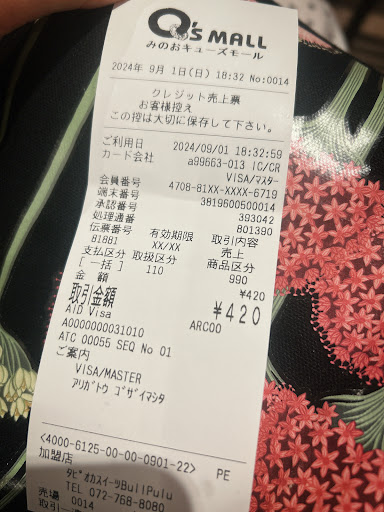 Q's MALL
みのおキューズモール
2024年 9月 1日(日) 18:32 No:0014
クレジット売上票
お客様控え
この控は大切に保存して下さい。
ご利用日 2024/09/01 18:32:59
カード会社 a99663-013 IC/CR
VISA/マスター
会員番号 4708-81XX-XXXX-6719
端末番号 3819600500014
承認番号 393042
処理通番 801390
伝票番号 有効期限 取引内容
81881 XX/XX 売上
支払区分 取扱区分 商品区分
[一括] 110 990
金 額 ¥420
取引金額 ¥420
AID Visa ARC00
A0000000031010
ATC 00055 SEQ No 01
ご案内
VISA/MASTER
アリガトウ ゴザイマシタ
<4000-6125-00-00-0901-22> PE
加盟店
タピオカスイーツBullPulu
TEL 072-768-8080
売場 0014